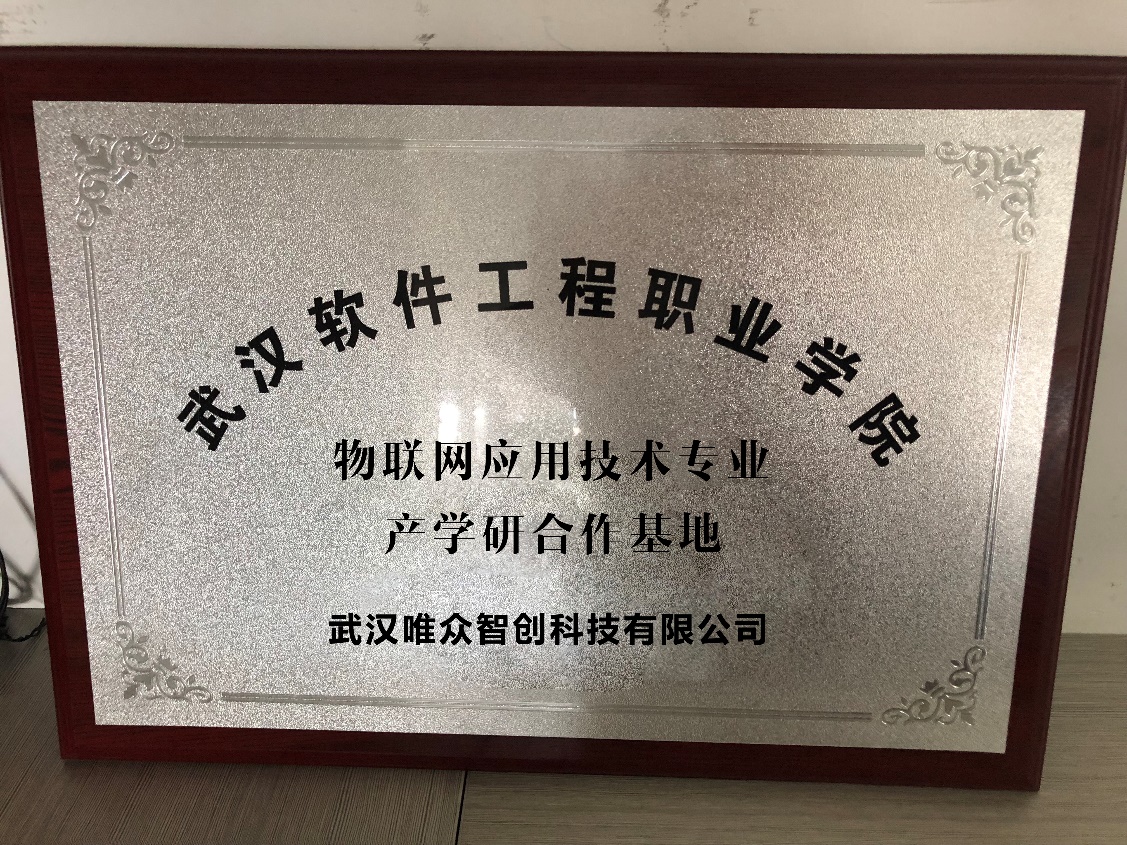 武汉软件工程职业学院
物联网应用技术专业
产学研合作基地
武汉唯众智创科技有限公司